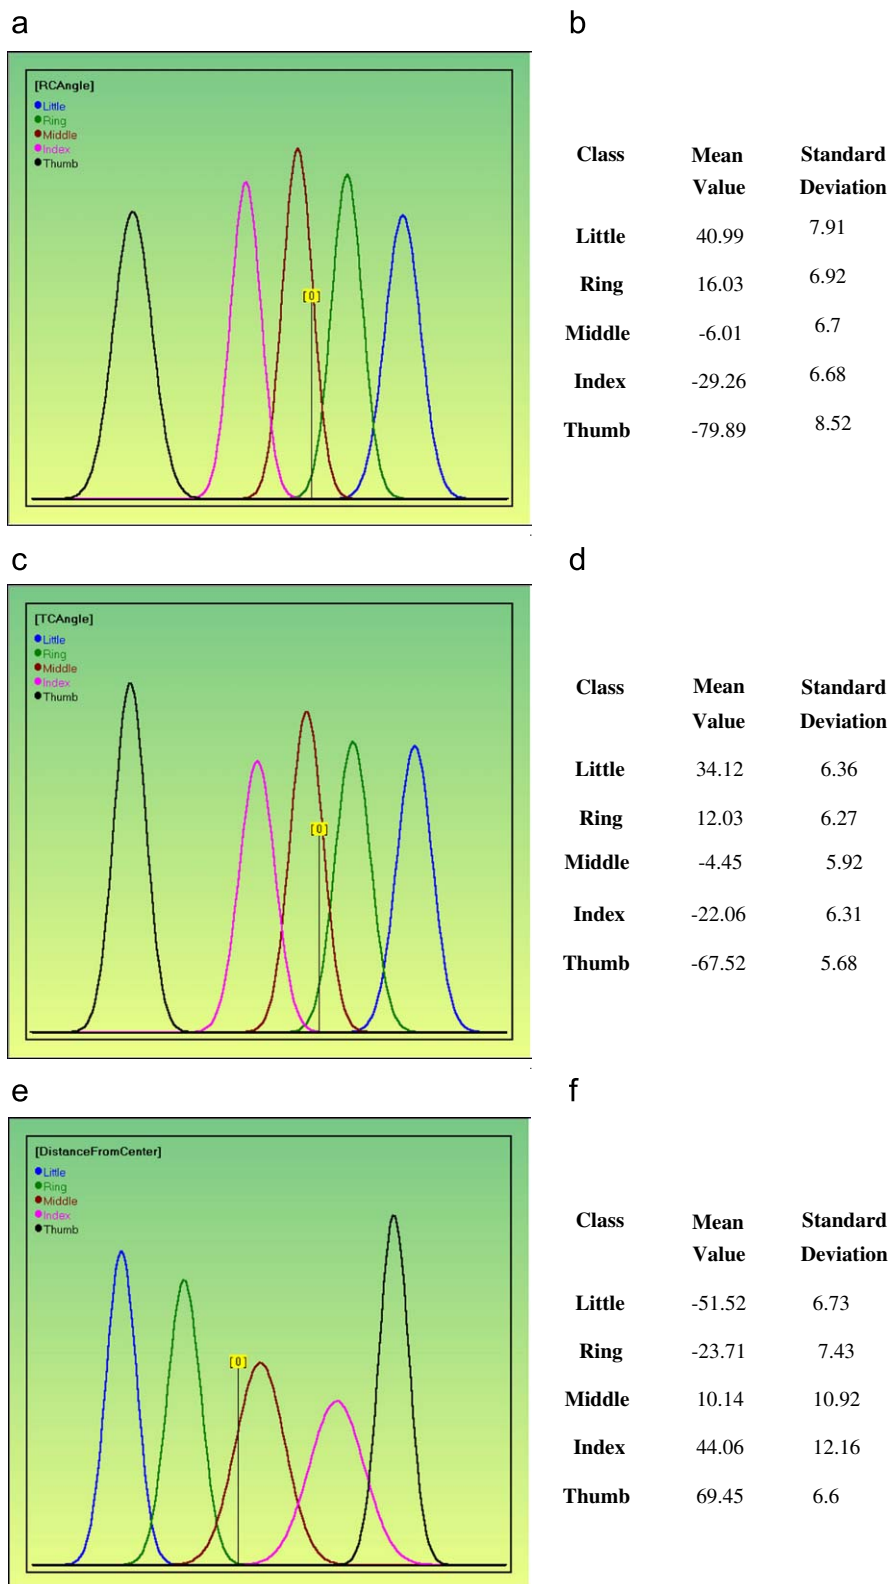 a
[RCAngle]
Little
Ring
Middle
Index
Thumb
[0]
b
Class Mean Value Standard Deviation
Little 40.99 7.91
Ring 16.03 6.92
Middle -6.01 6.7
Index -29.26 6.68
Thumb -79.89 8.52
c
[TCAngle]
Little
Ring
Middle
Index
Thumb
[0]
d
Class Mean Value Standard Deviation
Little 34.12 6.36
Ring 12.03 6.27
Middle -4.45 5.92
Index -22.06 6.31
Thumb -67.52 5.68
e
[DistanceFromCenter]
Little
Ring
Middle
Index
Thumb
[0]
f
Class Mean Value Standard Deviation
Little -51.52 6.73
Ring -23.71 7.43
Middle 10.14 10.92
Index 44.06 12.16
Thumb 69.45 6.6